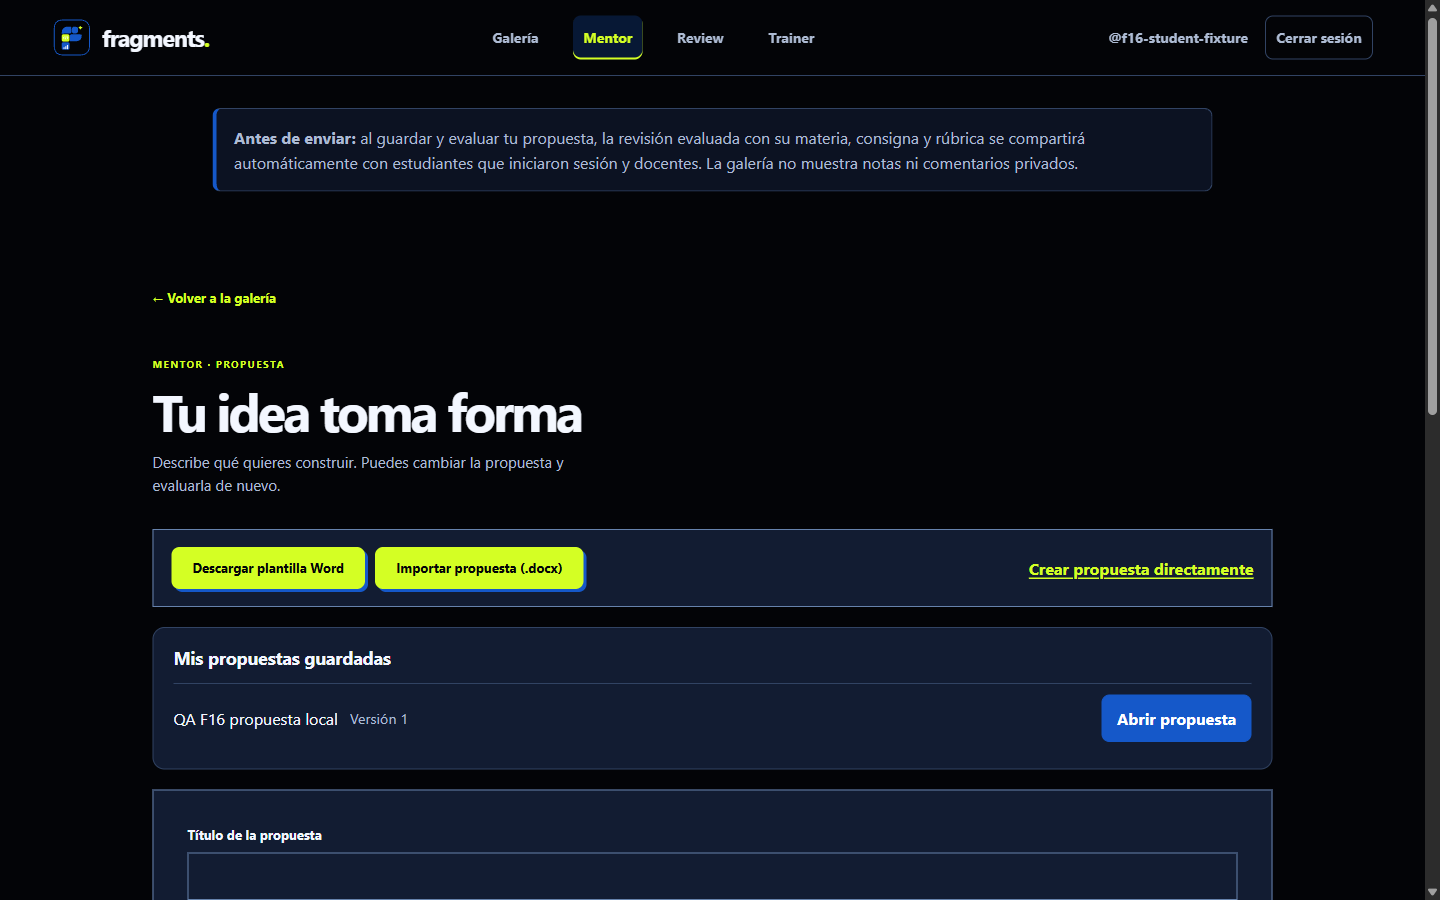 fragments.
Galería
Mentor
Review
Trainer
@f16-student-fixture
Cerrar sesión
Antes de enviar: al guardar y evaluar tu propuesta, la revisión evaluada con su materia, consigna y rúbrica se compartirá
automáticamente con estudiantes que iniciaron sesión y docentes. La galería no muestra notas ni comentarios privados.
← Volver a la galería
MENTOR · PROPUESTA
Tu idea toma forma
Describe qué quieres construir. Puedes cambiar la propuesta y
evaluarla de nuevo.
Descargar plantilla Word
Importar propuesta (.docx)
Crear propuesta directamente
Mis propuestas guardadas
QA F16 propuesta local
Versión 1
Abrir propuesta
Título de la propuesta